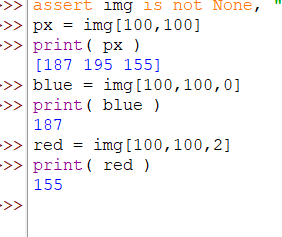 >>> assert img is not None, "
>>> px = img[100,100]
>>> print( px )
[187 195 155]
>>> blue = img[100,100,0]
>>> print( blue )
187
>>> red = img[100,100,2]
>>> print( red )
155
>>>